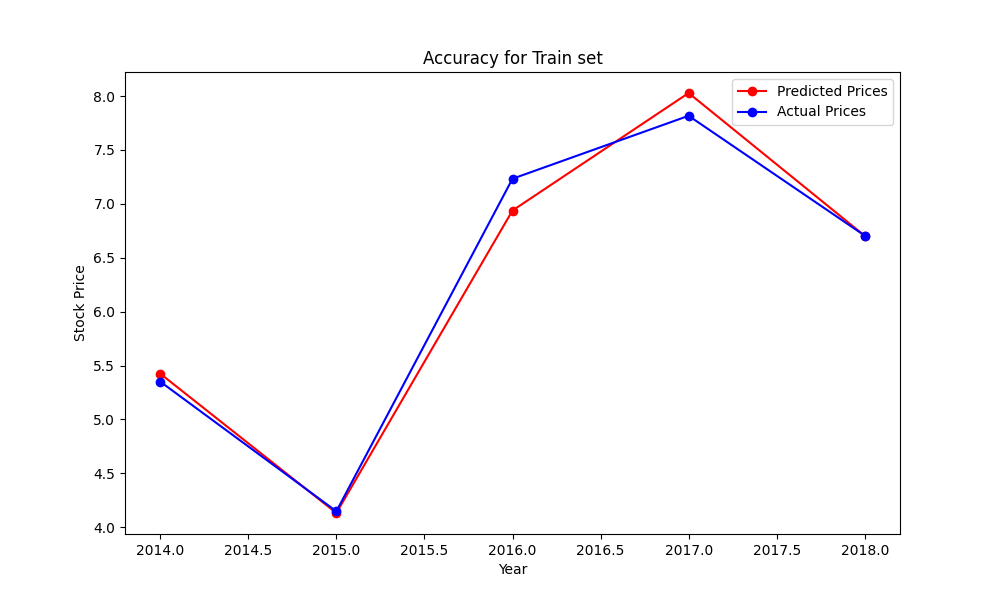 Accuracy for Train set
Predicted Prices
Actual Prices
8.0
7.5
7.0
6.5
6.0
5.5
5.0
4.5
4.0
Stock Price
2014.0 2014.5 2015.0 2015.5 2016.0 2016.5 2017.0 2017.5 2018.0
Year